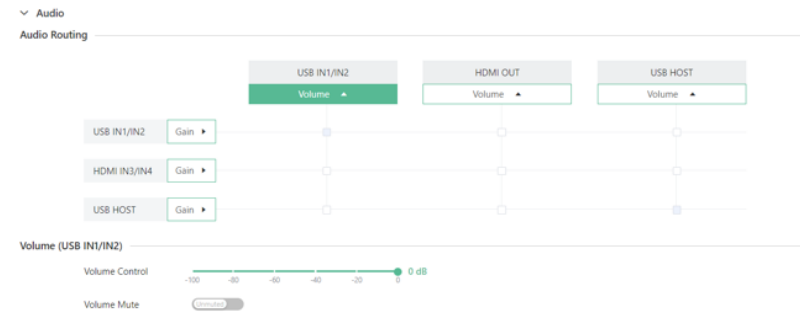 Audio
Audio Routing
USB IN1/IN2 HDMI OUT USB HOST
Volume Volume Volume
USB IN1/IN2 Gain
HDMI IN3/IN4 Gain
USB HOST Gain
Volume (USB IN1/IN2)
Volume Control 0 dB
-100 -80 -60 -40 -20 0
Volume Mute Unmuted